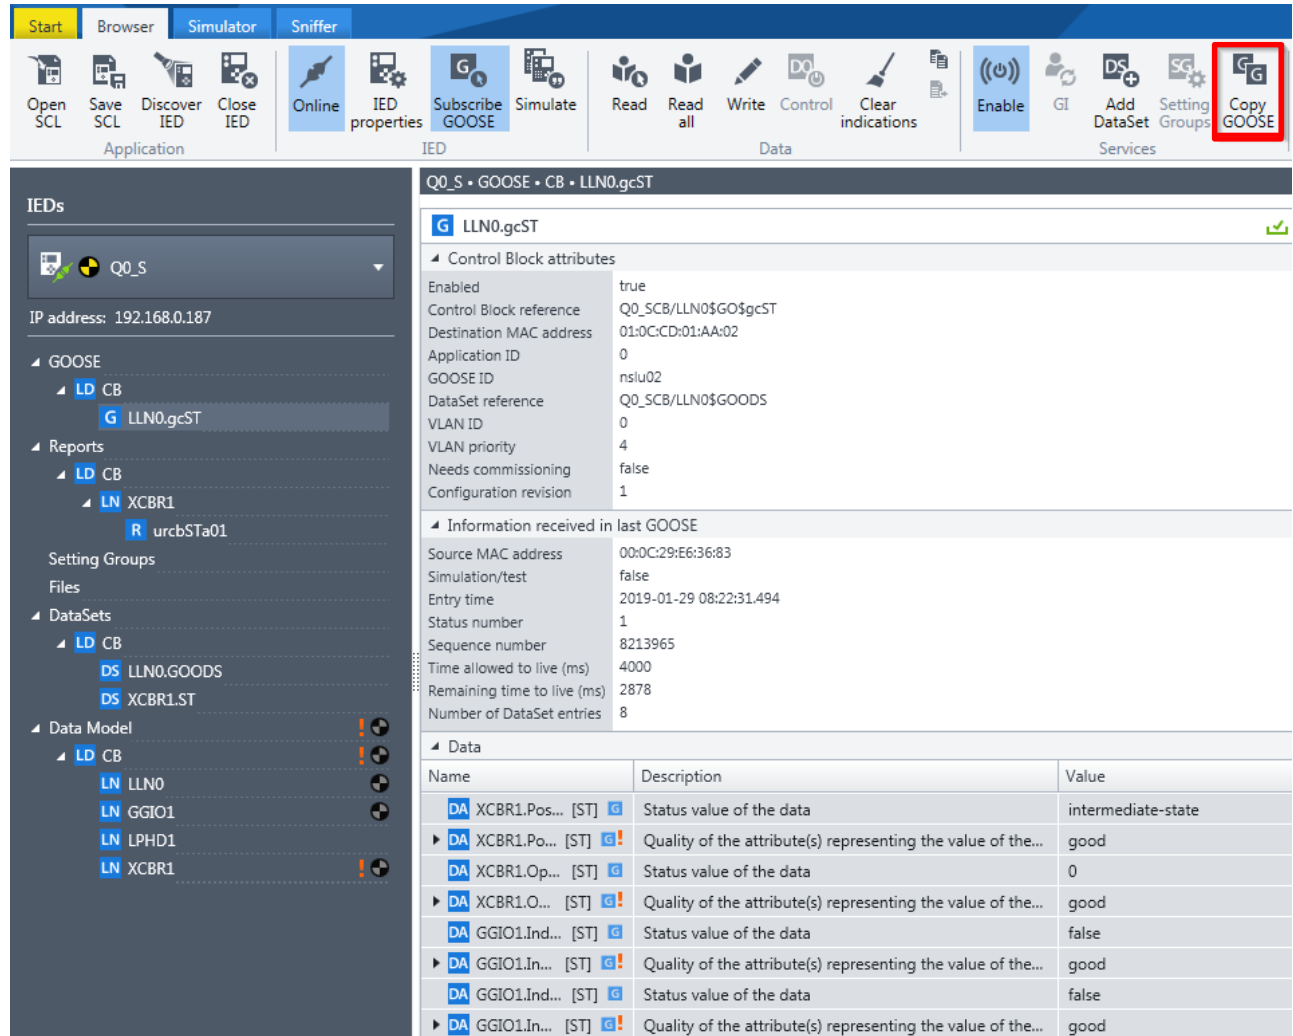 Start Browser Simulator Sniffer
Open SCL Save SCL Discover IED Close IED Online IED properties Subscribe GOOSE Simulate Read Read all Write Control Clear indications Enable GI Add DataSet Setting Groups Copy GOOSE
Application IED Data Services
IEDs
Q0_S
IP address: 192.168.0.187
GOOSE
LD CB
G LLN0.gcST
Reports
LD CB
LN XCBR1
R urcbSTa01
Setting Groups
Files
DataSets
LD CB
DS LLN0.GOODS
DS XCBR1.ST
Data Model !
LD CB !
LN LLN0
LN GGIO1
LN LPHD1
LN XCBR1 !
Q0_S • GOOSE • CB • LLN0.gcST
G LLN0.gcST
Control Block attributes
Enabled true
Control Block reference Q0_SCB/LLN0$GO$gcST
Destination MAC address 01:0C:CD:01:AA:02
Application ID 0
GOOSE ID nslu02
DataSet reference Q0_SCB/LLN0$GOODS
VLAN ID 0
VLAN priority 4
Needs commissioning false
Configuration revision 1
Information received in last GOOSE
Source MAC address 00:0C:29:E6:36:83
Simulation/test false
Entry time 2019-01-29 08:22:31.494
Status number 1
Sequence number 8213965
Time allowed to live (ms) 4000
Remaining time to live (ms) 2878
Number of DataSet entries 8
Data
Name Description Value
DA XCBR1.Pos... [ST] G Status value of the data intermediate-state
DA XCBR1.Po... [ST] G! Quality of the attribute(s) representing the value of the... good
DA XCBR1.Op... [ST] G Status value of the data 0
DA XCBR1.O... [ST] G! Quality of the attribute(s) representing the value of the... good
DA GGIO1.Ind... [ST] G Status value of the data false
DA GGIO1.In... [ST] G! Quality of the attribute(s) representing the value of the... good
DA GGIO1.Ind... [ST] G Status value of the data false
DA GGIO1.In... [ST] G! Quality of the attribute(s) representing the value of the... good